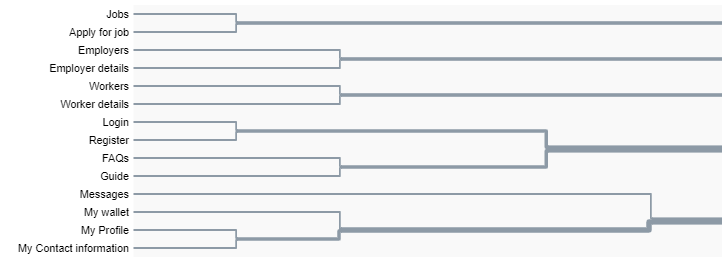 Jobs
Apply for job
Employers
Employer details
Workers
Worker details
Login
Register
FAQs
Guide
Messages
My wallet
My Profile
My Contact information